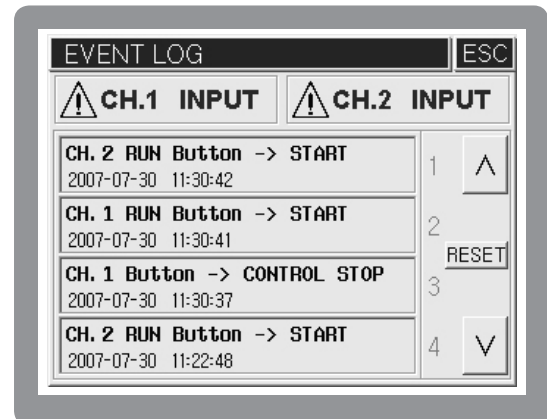 EVENT LOG ESC
CH.1 INPUT CH.2 INPUT
CH. 2 RUN Button -> START
2007-07-30 11:30:42
1
CH. 1 RUN Button -> START
2007-07-30 11:30:41
2
RESET
CH. 1 Button -> CONTROL STOP
2007-07-30 11:30:37
3
CH. 2 RUN Button -> START
2007-07-30 11:22:48
4